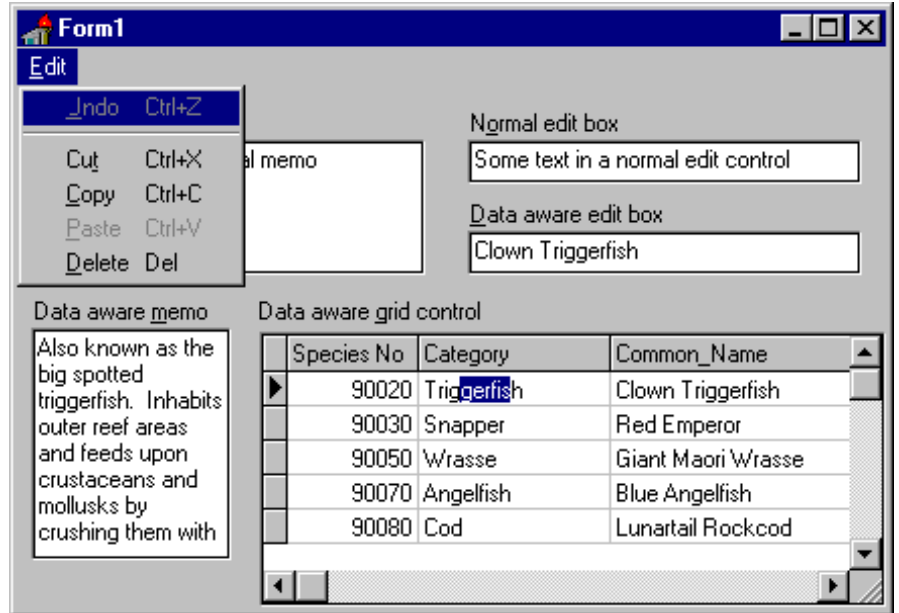 Form1
Edit
Undo Ctrl+Z
Cut Ctrl+X
Copy Ctrl+C
Paste Ctrl+V
Delete Del
al memo
Normal edit box
Some text in a normal edit control
Data aware edit box
Clown Triggerfish
Data aware memo
Also known as the
big spotted
triggerfish. Inhabits
outer reef areas
and feeds upon
crustaceans and
mollusks by
crushing them with
Data aware grid control
Species No Category Common_Name
90020 Triggerfish Clown Triggerfish
90030 Snapper Red Emperor
90050 Wrasse Giant Maori Wrasse
90070 Angelfish Blue Angelfish
90080 Cod Lunartail Rockcod